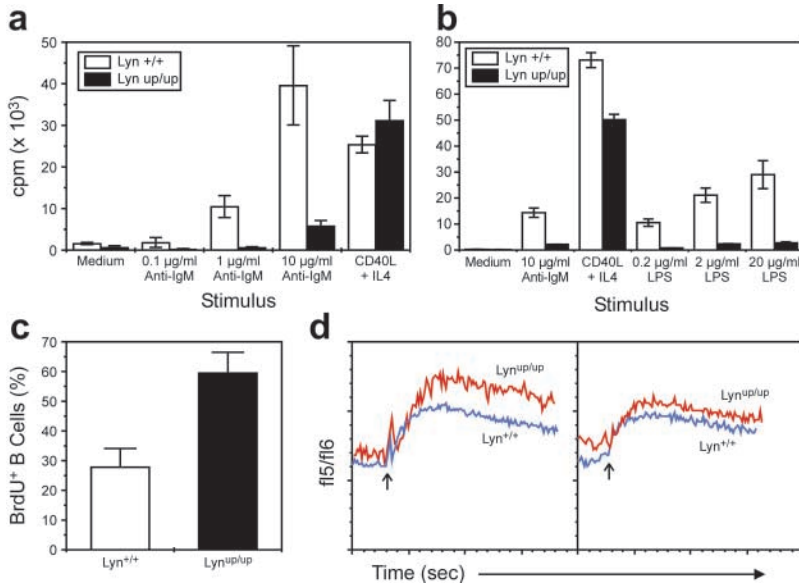 a
50
40
30
20
10
0
cpm (x 10³)
Lyn +/+
Lyn up/up
Medium
0.1 µg/ml
Anti-IgM
1 µg/ml
Anti-IgM
10 µg/ml
Anti-IgM
CD40L
+ IL4
Stimulus
b
80
70
60
50
40
30
20
10
0
Lyn +/+
Lyn up/up
Medium
10 µg/ml
Anti-IgM
CD40L
+ IL4
0.2 µg/ml
LPS
2 µg/ml
LPS
20 µg/ml
LPS
Stimulus
c
70
60
50
40
30
20
10
0
BrdU⁺ B Cells (%)
Lyn⁺/⁺
Lynᵘᵖ/ᵘᵖ
d
fl5/fl6
Lynᵘᵖ/ᵘᵖ
Lyn⁺/⁺
Lynᵘᵖ/ᵘᵖ
Lyn⁺/⁺
Time (sec)